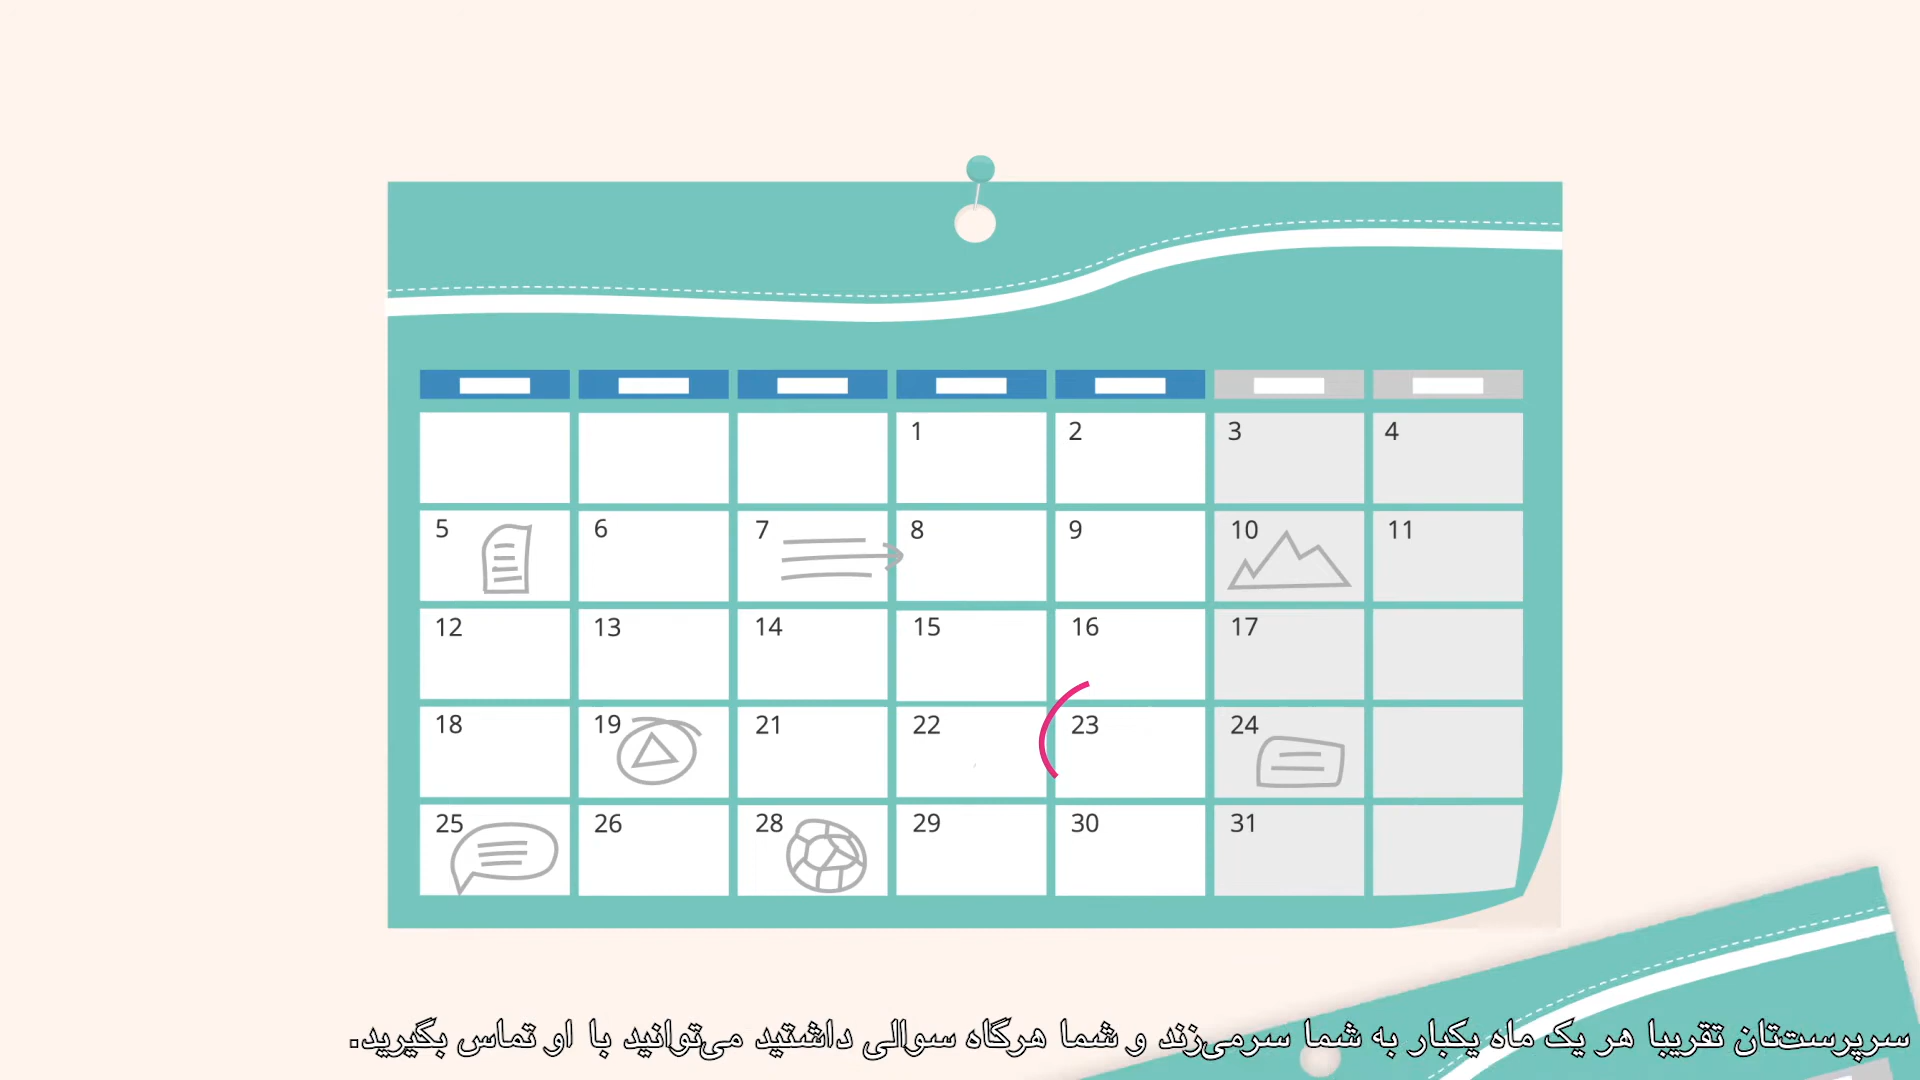 1 2 3 4
5 6 7 8 9 10 11
12 13 14 15 16 17
18 19 21 22 23 24
25 26 28 29 30 31
سرپرست‌تان تقریبا هر یک ماه یکبار به شما سرمی‌زند و شما هرگاه سوالی داشتید می‌توانید با او تماس بگیرید.